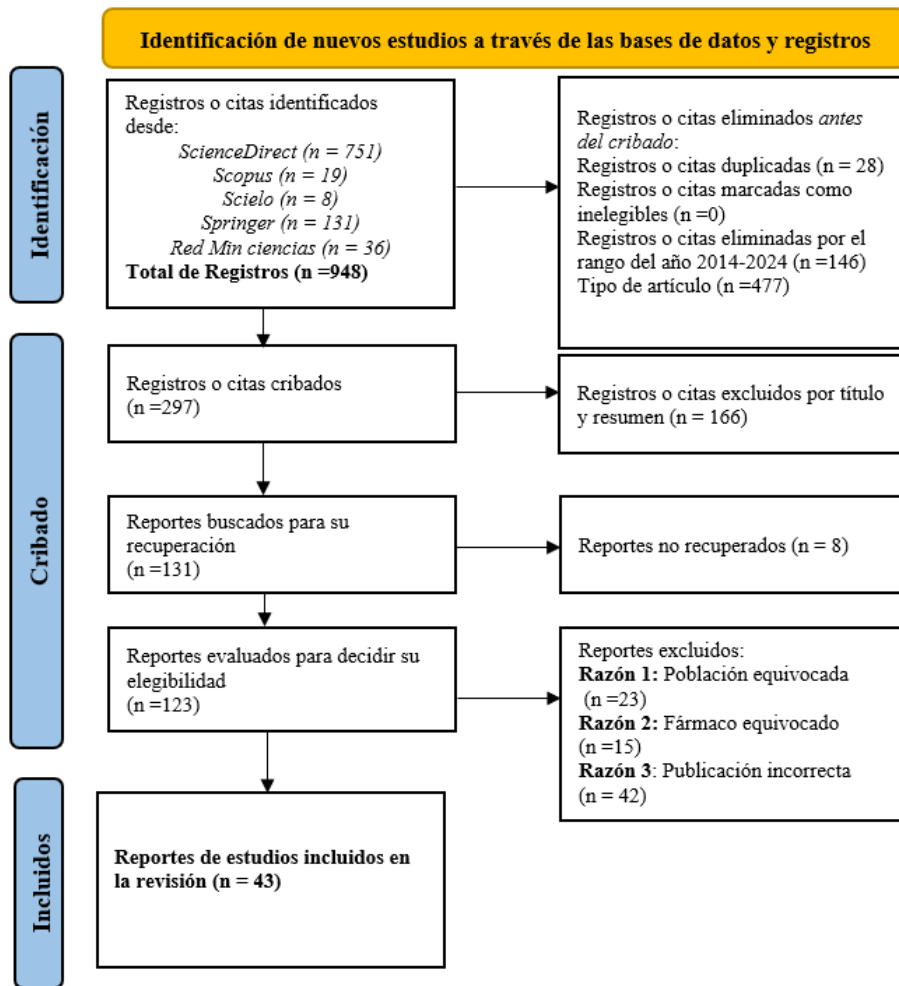 Identificación de nuevos estudios a través de las bases de datos y registros
Identificación
Registros o citas identificados
desde:
ScienceDirect (n = 751)
Scopus (n = 19)
Scielo (n = 8)
Springer (n = 131)
Red Min ciencias (n = 36)
Total de Registros (n =948)
Registros o citas eliminados antes
del cribado:
Registros o citas duplicadas (n = 28)
Registros o citas marcadas como
inelegibles (n =0)
Registros o citas eliminadas por el
rango del año 2014-2024 (n =146)
Tipo de artículo (n =477)
Cribado
Registros o citas cribados
(n =297)
Registros o citas excluidos por título
y resumen (n = 166)
Reportes buscados para su
recuperación
(n =131)
Reportes no recuperados (n = 8)
Reportes evaluados para decidir su
elegibilidad
(n =123)
Reportes excluidos:
Razón 1: Población equivocada
(n =23)
Razón 2: Fármaco equivocado
(n =15)
Razón 3: Publicación incorrecta
(n = 42)
Incluidos
Reportes de estudios incluidos en
la revisión (n = 43)